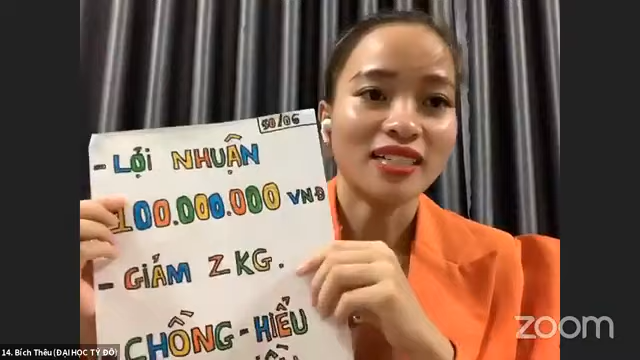 30/06
- LỢI NHUẬN
100.000.000 VNĐ
- GIẢM 2KG.
CHỒNG - HIỂU
zoom
14. Bích Thêu (ĐẠI HỌC TỶ ĐÔ)